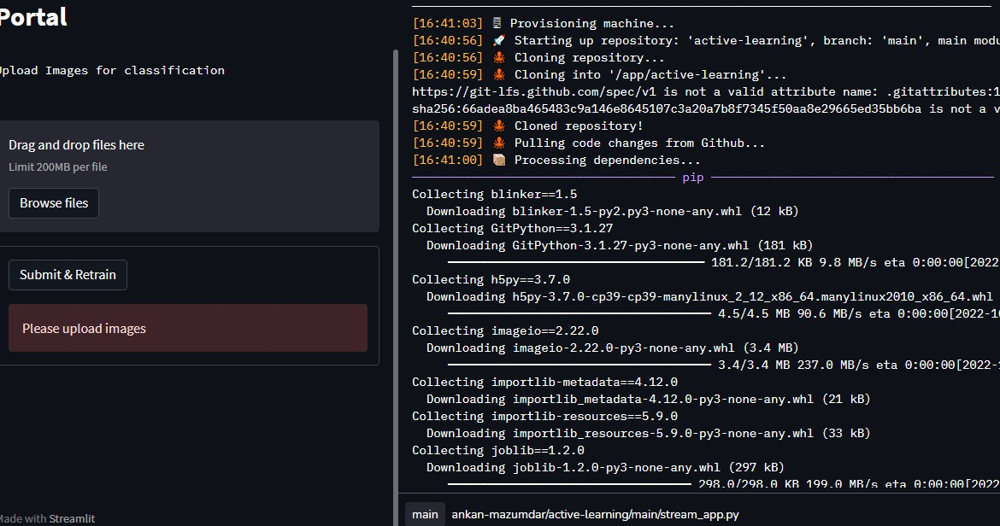 Portal
Upload Images for classification
Drag and drop files here
Limit 200MB per file
Browse files
Submit & Retrain
Please upload images
Made with Streamlit
[16:41:03] Provisioning machine...
[16:40:56] Starting up repository: 'active-learning', branch: 'main', main modu
[16:40:56] Cloning repository...
[16:40:59] Cloning into '/app/active-learning'...
https://git-lfs.github.com/spec/v1 is not a valid attribute name: .gitattributes:1
sha256:66adea8ba465483c9a146e8645107c3a20a7b8f7345f50aa8e29665ed35bb6ba is not a v
[16:40:59] Cloned repository!
[16:40:59] Pulling code changes from Github...
[16:41:00] Processing dependencies...
pip
Collecting blinker==1.5
Downloading blinker-1.5-py2.py3-none-any.whl (12 kB)
Collecting GitPython==3.1.27
Downloading GitPython-3.1.27-py3-none-any.whl (181 kB)
181.2/181.2 KB 9.8 MB/s eta 0:00:00[2022
Collecting h5py==3.7.0
Downloading h5py-3.7.0-cp39-cp39-manylinux_2_12_x86_64.manylinux2010_x86_64.whl
4.5/4.5 MB 90.6 MB/s eta 0:00:00[2022-10
Collecting imageio==2.22.0
Downloading imageio-2.22.0-py3-none-any.whl (3.4 MB)
3.4/3.4 MB 237.0 MB/s eta 0:00:00[2022-
Collecting importlib-metadata==4.12.0
Downloading importlib_metadata-4.12.0-py3-none-any.whl (21 kB)
Collecting importlib-resources==5.9.0
Downloading importlib_resources-5.9.0-py3-none-any.whl (33 kB)
Collecting joblib==1.2.0
Downloading joblib-1.2.0-py3-none-any.whl (297 kB)
298.0/298.0 KB 199.0 MB/s eta 0:00:00[2022
main ankan-mazumdar/active-learning/main/stream_app.py